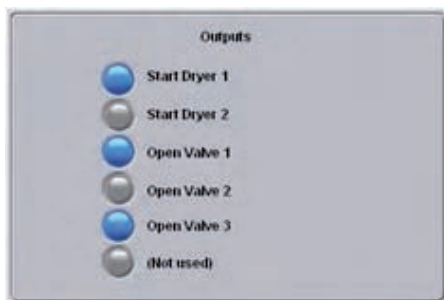 Outputs
Start Dryer 1
Start Dryer 2
Open Valve 1
Open Valve 2
Open Valve 3
(Not used)